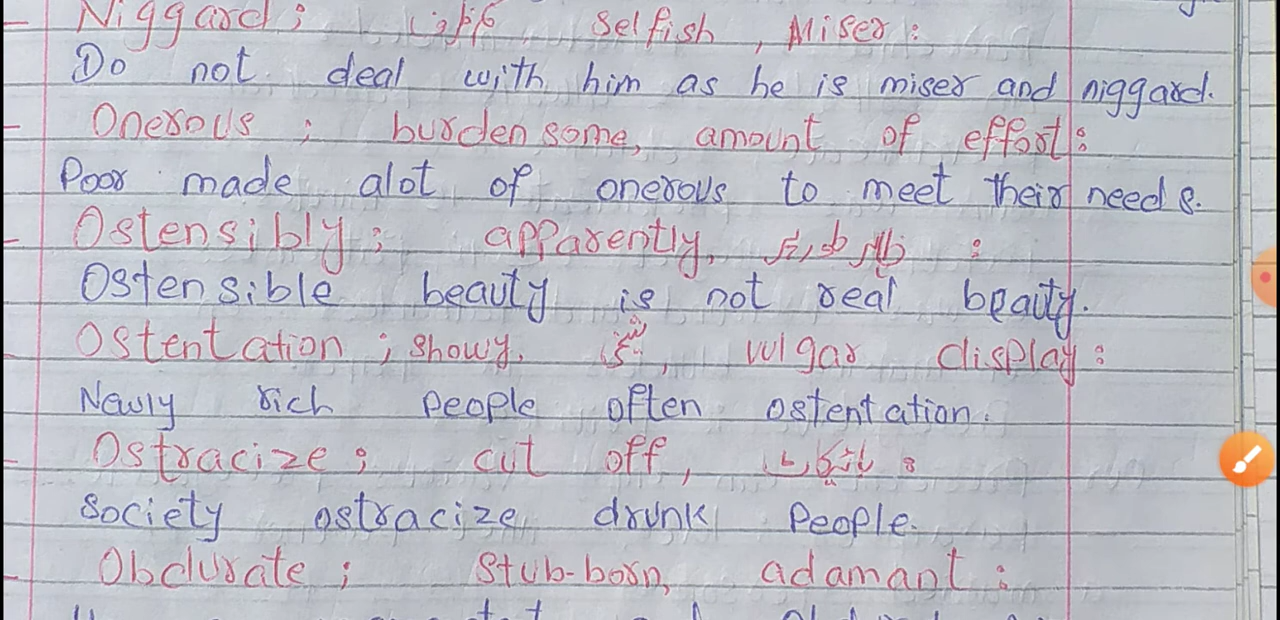 Niggard; Selfish, Miser:
Do not deal with him as he is miser and niggard.
Onerous; burden some, amount of effort:
Poor made alot of onerous to meet their needs.
Ostensibly; apparently, بظاہر :
Ostensible beauty is not real beauty.
Ostentation; showy, vulgar display:
Newly rich people often ostentation.
Ostracize; cut off, بائیکاٹ :
Society ostracize drunk people.
Obdurate; Stub-born, adamant: